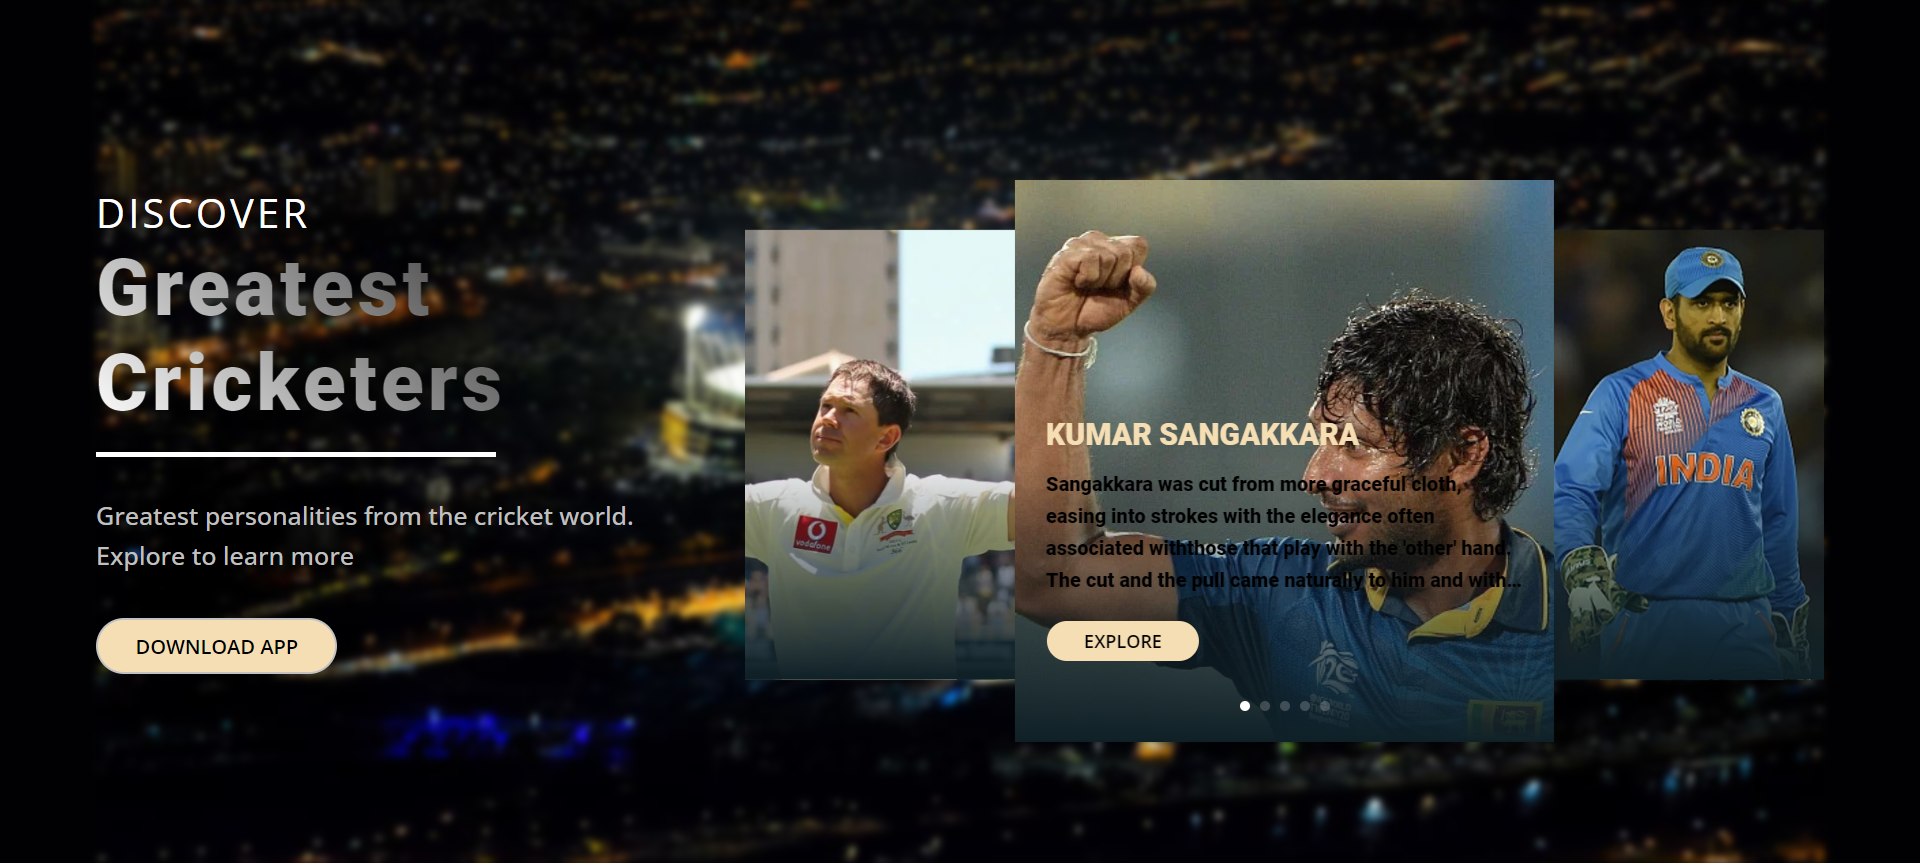 DISCOVER
Greatest
Cricketers
Greatest personalities from the cricket world.
Explore to learn more
DOWNLOAD APP
vodafone
KUMAR SANGAKKARA
Sangakkara was cut from more graceful cloth,
easing into strokes with the elegance often
associated withthose that play with the 'other' hand.
The cut and the pull came naturally to him and with...
EXPLORE
INDIA